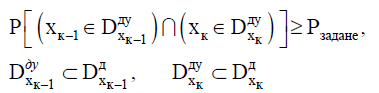 P[(x_{к-1} ∈ D^{ду}_{x_{к-1}}) ∩ (x_к ∈ D^{ду}_{x_к})] ≥ P_{задане},
D^{ду}_{x_{к-1}} ⊂ D^{д}_{x_{к-1}}, D^{ду}_{x_к} ⊂ D^{д}_{x_к}